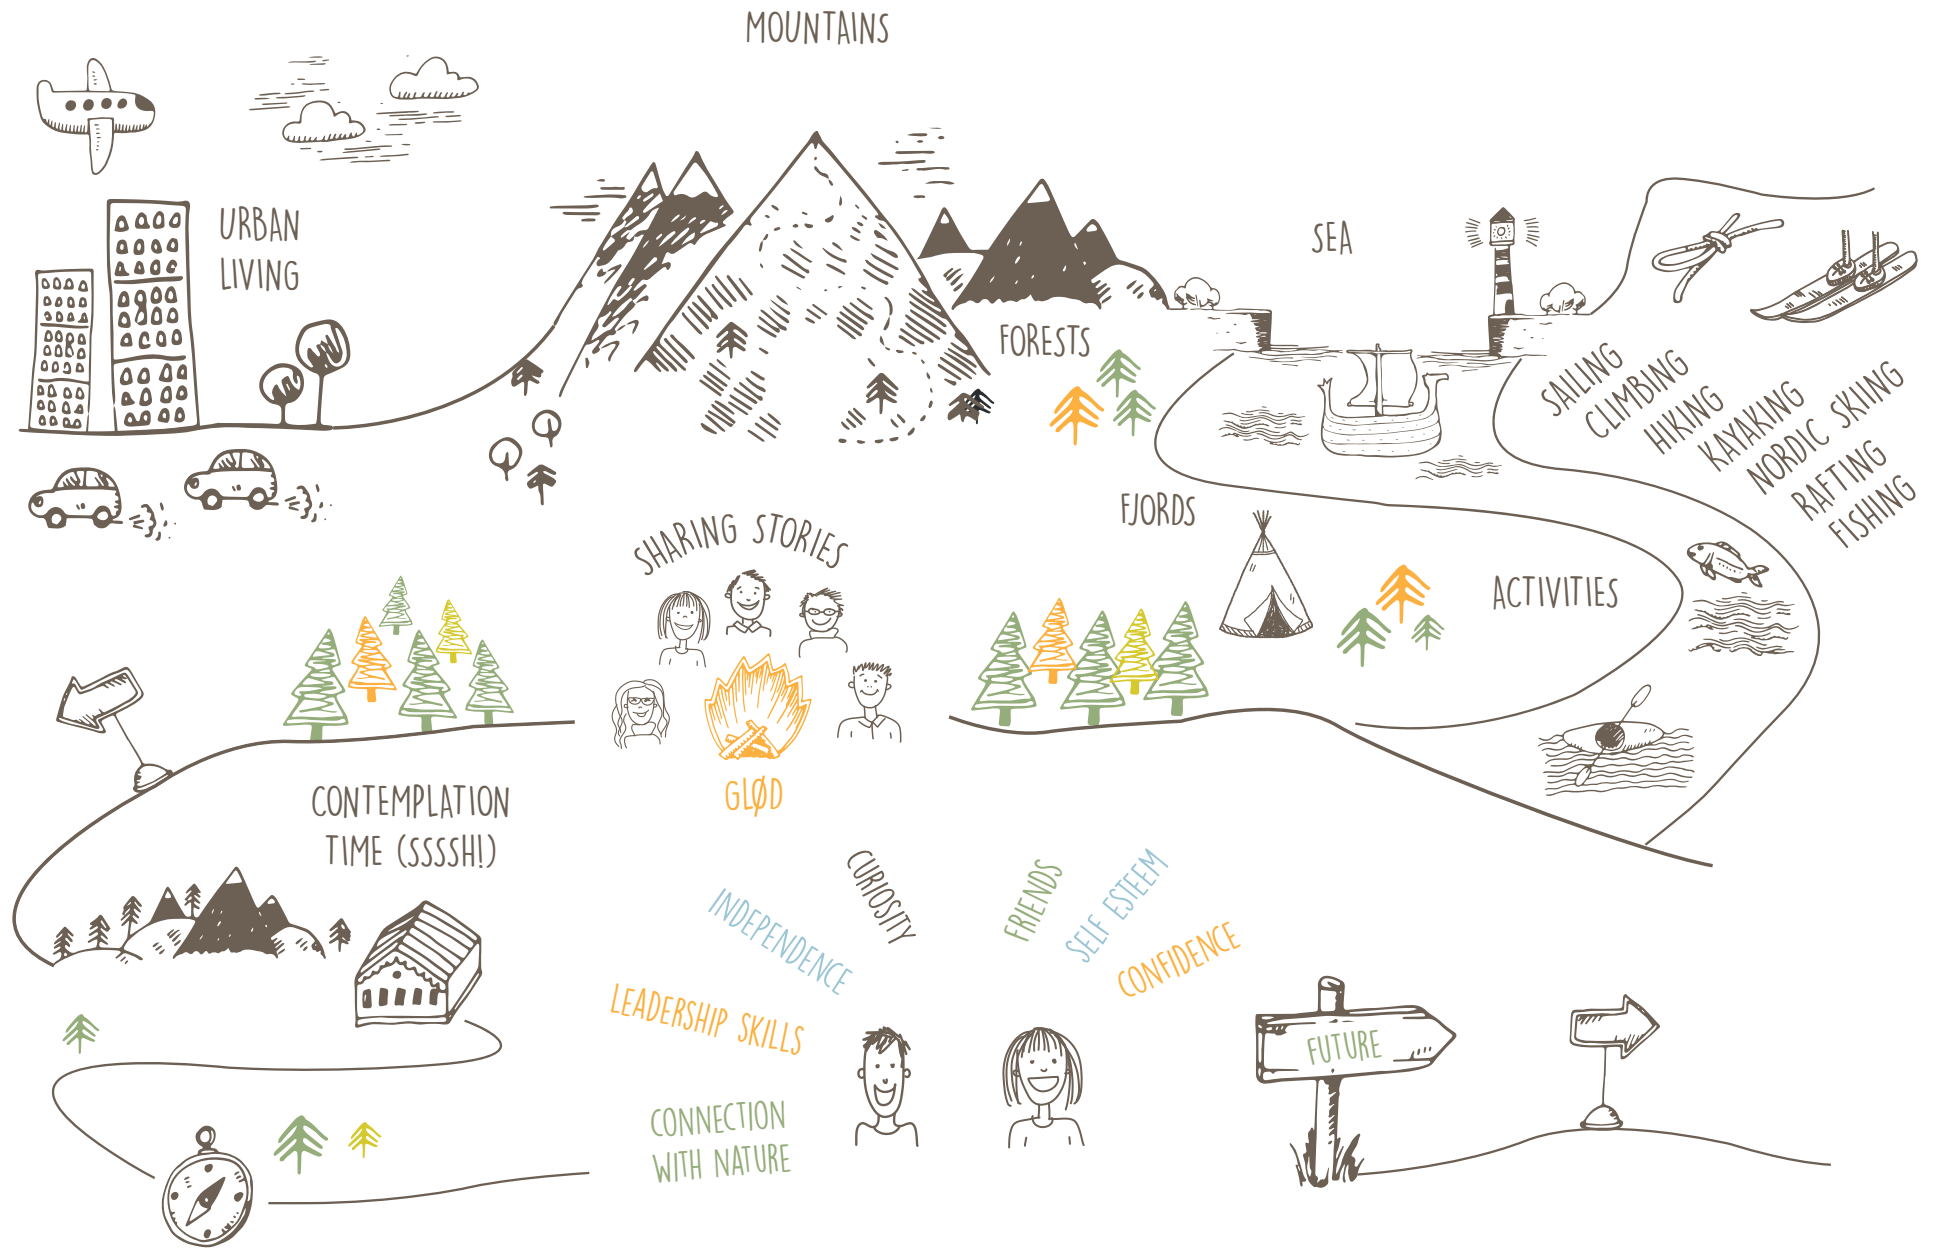 MOUNTAINS
URBAN
LIVING
SEA
FORESTS
SAILING
CLIMBING
HIKING
KAYAKING
NORDIC SKIING
RAFTING
FISHING
FJORDS
SHARING STORIES
ACTIVITIES
GLØD
CONTEMPLATION
TIME (SSSSH!)
CURIOSITY
FRIENDS
SELF ESTEEM
INDEPENDENCE
CONFIDENCE
LEADERSHIP SKILLS
FUTURE
CONNECTION
WITH NATURE